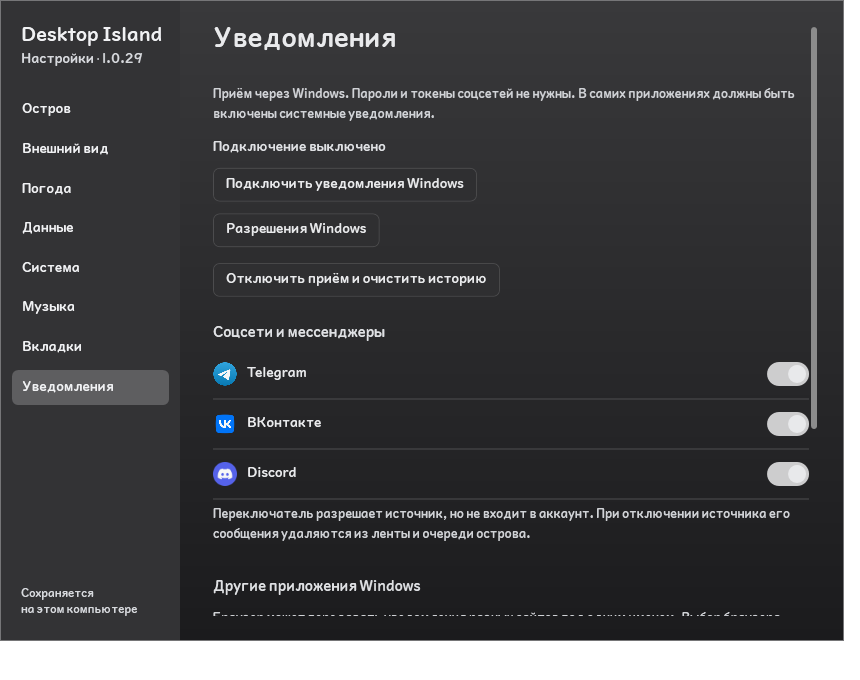 Desktop Island
Настройки · 1.0.29
Остров
Внешний вид
Погода
Данные
Система
Музыка
Вкладки
Уведомления
Сохраняется
на этом компьютере
Уведомления
Приём через Windows. Пароли и токены соцсетей не нужны. В самих приложениях должны быть
включены системные уведомления.
Подключение выключено
Подключить уведомления Windows
Разрешения Windows
Отключить приём и очистить историю
Соцсети и мессенджеры
Telegram
ВКонтакте
Discord
Переключатель разрешает источник, но не входит в аккаунт. При отключении источника его
сообщения удаляются из ленты и очереди острова.
Другие приложения Windows